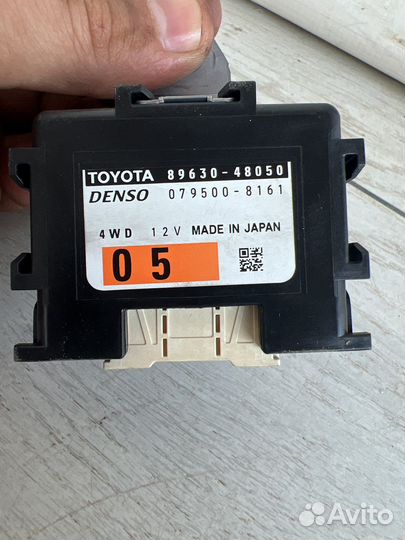 TOYOTA 89630-48050
DENSO 079500-8161
4WD 12V MADE IN JAPAN
05
Avito